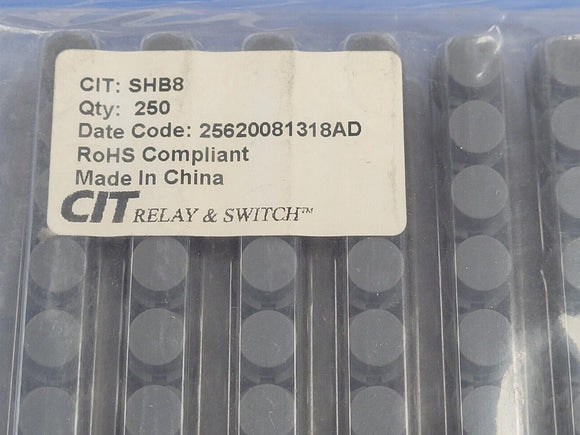 CIT: SHB8
Qty: 250
Date Code: 25620081318AD
RoHS Compliant
Made In China
CIT RELAY & SWITCH™